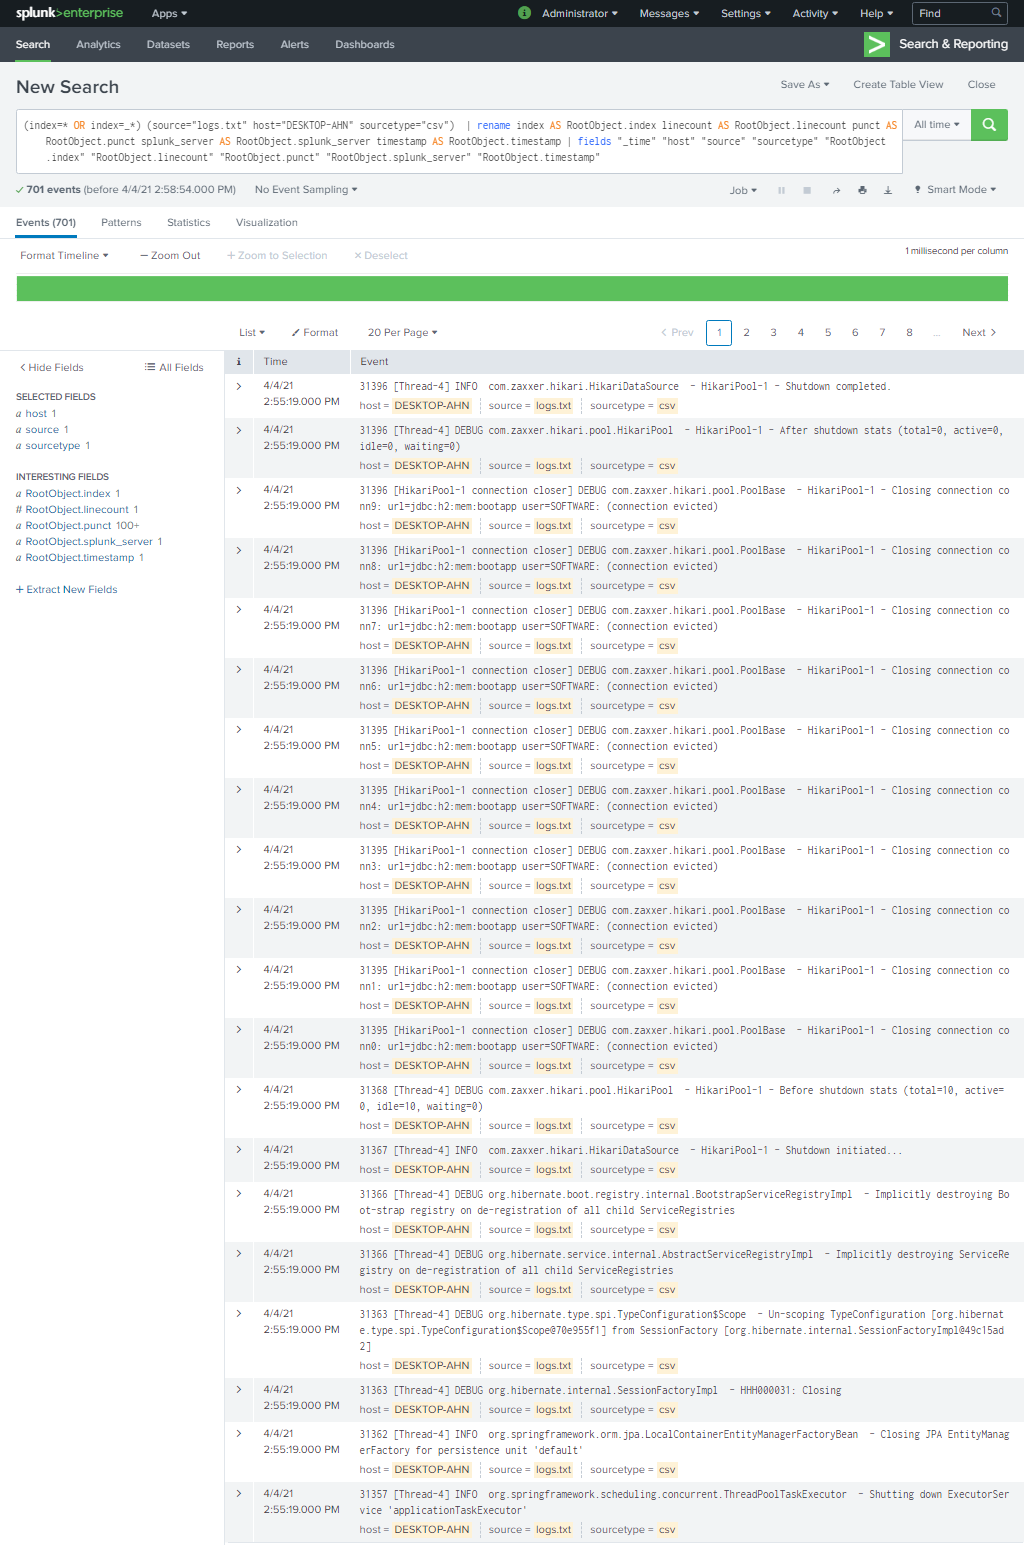 splunk>enterprise Apps Administrator Messages Settings Activity Help Find
Search Analytics Datasets Reports Alerts Dashboards Search & Reporting
New Search Save As Create Table View Close
(index=* OR index=_*) (source="logs.txt" host="DESKTOP-AHN" sourcetype="csv") | rename index AS RootObject.index linecount AS RootObject.linecount punct AS
RootObject.punct splunk_server AS RootObject.splunk_server timestamp AS RootObject.timestamp | fields "_time" "host" "source" "sourcetype" "RootObject
.index" "RootObject.linecount" "RootObject.punct" "RootObject.splunk_server" "RootObject.timestamp"
All time
701 events (before 4/4/21 2:58:54.000 PM) No Event Sampling Job Smart Mode
Events (701) Patterns Statistics Visualization
Format Timeline — Zoom Out + Zoom to Selection × Deselect 1 millisecond per column
List Format 20 Per Page < Prev 1 2 3 4 5 6 7 8 ... Next >
< Hide Fields All Fields
SELECTED FIELDS
a host 1
a source 1
a sourcetype 1
INTERESTING FIELDS
a RootObject.index 1
# RootObject.linecount 1
a RootObject.punct 100+
a RootObject.splunk_server 1
a RootObject.timestamp 1
+ Extract New Fields
i Time Event
> 4/4/21 31396 [Thread-4] INFO com.zaxxer.hikari.HikariDataSource - HikariPool-1 - Shutdown completed.
2:55:19.000 PM host = DESKTOP-AHN source = logs.txt sourcetype = csv
> 4/4/21 31396 [Thread-4] DEBUG com.zaxxer.hikari.pool.HikariPool - HikariPool-1 - After shutdown stats (total=0, active=0,
2:55:19.000 PM idle=0, waiting=0)
host = DESKTOP-AHN source = logs.txt sourcetype = csv
> 4/4/21 31396 [HikariPool-1 connection closer] DEBUG com.zaxxer.hikari.pool.PoolBase - HikariPool-1 - Closing connection co
2:55:19.000 PM nn9: url=jdbc:h2:mem:bootapp user=SOFTWARE: (connection evicted)
host = DESKTOP-AHN source = logs.txt sourcetype = csv
> 4/4/21 31396 [HikariPool-1 connection closer] DEBUG com.zaxxer.hikari.pool.PoolBase - HikariPool-1 - Closing connection co
2:55:19.000 PM nn8: url=jdbc:h2:mem:bootapp user=SOFTWARE: (connection evicted)
host = DESKTOP-AHN source = logs.txt sourcetype = csv
> 4/4/21 31396 [HikariPool-1 connection closer] DEBUG com.zaxxer.hikari.pool.PoolBase - HikariPool-1 - Closing connection co
2:55:19.000 PM nn7: url=jdbc:h2:mem:bootapp user=SOFTWARE: (connection evicted)
host = DESKTOP-AHN source = logs.txt sourcetype = csv
> 4/4/21 31396 [HikariPool-1 connection closer] DEBUG com.zaxxer.hikari.pool.PoolBase - HikariPool-1 - Closing connection co
2:55:19.000 PM nn6: url=jdbc:h2:mem:bootapp user=SOFTWARE: (connection evicted)
host = DESKTOP-AHN source = logs.txt sourcetype = csv
> 4/4/21 31395 [HikariPool-1 connection closer] DEBUG com.zaxxer.hikari.pool.PoolBase - HikariPool-1 - Closing connection co
2:55:19.000 PM nn5: url=jdbc:h2:mem:bootapp user=SOFTWARE: (connection evicted)
host = DESKTOP-AHN source = logs.txt sourcetype = csv
> 4/4/21 31395 [HikariPool-1 connection closer] DEBUG com.zaxxer.hikari.pool.PoolBase - HikariPool-1 - Closing connection co
2:55:19.000 PM nn4: url=jdbc:h2:mem:bootapp user=SOFTWARE: (connection evicted)
host = DESKTOP-AHN source = logs.txt sourcetype = csv
> 4/4/21 31395 [HikariPool-1 connection closer] DEBUG com.zaxxer.hikari.pool.PoolBase - HikariPool-1 - Closing connection co
2:55:19.000 PM nn3: url=jdbc:h2:mem:bootapp user=SOFTWARE: (connection evicted)
host = DESKTOP-AHN source = logs.txt sourcetype = csv
> 4/4/21 31395 [HikariPool-1 connection closer] DEBUG com.zaxxer.hikari.pool.PoolBase - HikariPool-1 - Closing connection co
2:55:19.000 PM nn2: url=jdbc:h2:mem:bootapp user=SOFTWARE: (connection evicted)
host = DESKTOP-AHN source = logs.txt sourcetype = csv
> 4/4/21 31395 [HikariPool-1 connection closer] DEBUG com.zaxxer.hikari.pool.PoolBase - HikariPool-1 - Closing connection co
2:55:19.000 PM nn1: url=jdbc:h2:mem:bootapp user=SOFTWARE: (connection evicted)
host = DESKTOP-AHN source = logs.txt sourcetype = csv
> 4/4/21 31395 [HikariPool-1 connection closer] DEBUG com.zaxxer.hikari.pool.PoolBase - HikariPool-1 - Closing connection co
2:55:19.000 PM nn0: url=jdbc:h2:mem:bootapp user=SOFTWARE: (connection evicted)
host = DESKTOP-AHN source = logs.txt sourcetype = csv
> 4/4/21 31368 [Thread-4] DEBUG com.zaxxer.hikari.pool.HikariPool - HikariPool-1 - Before shutdown stats (total=10, active=
2:55:19.000 PM 0, idle=10, waiting=0)
host = DESKTOP-AHN source = logs.txt sourcetype = csv
> 4/4/21 31367 [Thread-4] INFO com.zaxxer.hikari.HikariDataSource - HikariPool-1 - Shutdown initiated...
2:55:19.000 PM host = DESKTOP-AHN source = logs.txt sourcetype = csv
> 4/4/21 31366 [Thread-4] DEBUG org.hibernate.boot.registry.internal.BootstrapServiceRegistryImpl - Implicitly destroying Bo
2:55:19.000 PM ot-strap registry on de-registration of all child ServiceRegistries
host = DESKTOP-AHN source = logs.txt sourcetype = csv
> 4/4/21 31366 [Thread-4] DEBUG org.hibernate.service.internal.AbstractServiceRegistryImpl - Implicitly destroying ServiceRe
2:55:19.000 PM gistry on de-registration of all child ServiceRegistries
host = DESKTOP-AHN source = logs.txt sourcetype = csv
> 4/4/21 31363 [Thread-4] DEBUG org.hibernate.type.spi.TypeConfiguration$Scope - Un-scoping TypeConfiguration [org.hibernat
2:55:19.000 PM e.type.spi.TypeConfiguration$Scope@70e955f1] from SessionFactory [org.hibernate.internal.SessionFactoryImpl@49c15ad
2]
host = DESKTOP-AHN source = logs.txt sourcetype = csv
> 4/4/21 31363 [Thread-4] DEBUG org.hibernate.internal.SessionFactoryImpl - HHH000031: Closing
2:55:19.000 PM host = DESKTOP-AHN source = logs.txt sourcetype = csv
> 4/4/21 31362 [Thread-4] INFO org.springframework.orm.jpa.LocalContainerEntityManagerFactoryBean - Closing JPA EntityManag
2:55:19.000 PM erFactory for persistence unit 'default'
host = DESKTOP-AHN source = logs.txt sourcetype = csv
> 4/4/21 31357 [Thread-4] INFO org.springframework.scheduling.concurrent.ThreadPoolTaskExecutor - Shutting down ExecutorSer
2:55:19.000 PM vice 'applicationTaskExecutor'
host = DESKTOP-AHN source = logs.txt sourcetype = csv